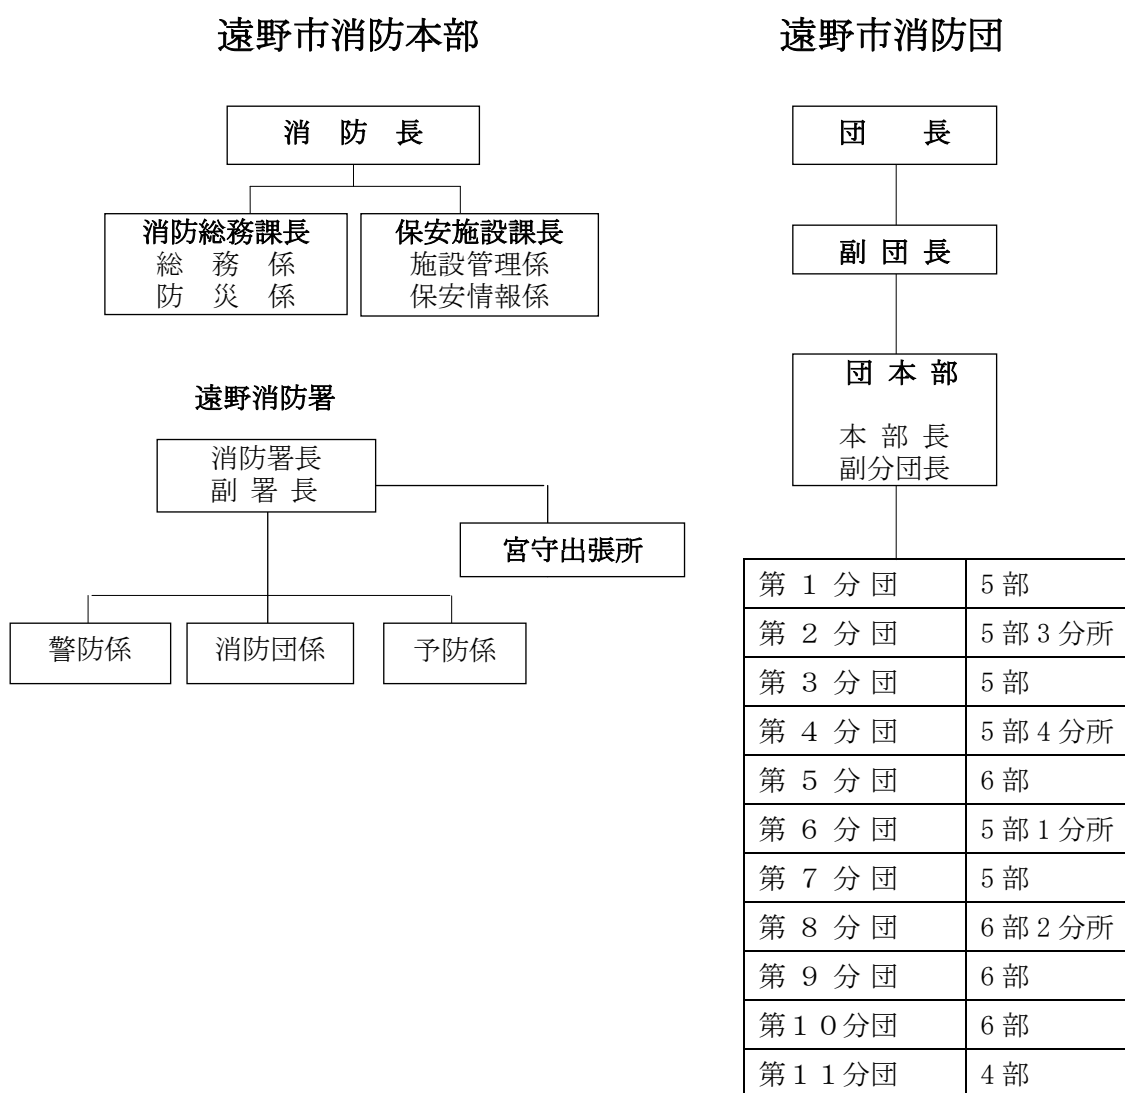 遠野市消防本部
消 防 長
消防総務課長
総 務 係
防 災 係
保安施設課長
施設管理係
保安情報係
遠野消防署
消防署長
副 署 長
宮守出張所
警防係
消防団係
予防係
遠野市消防団
団 長
副 団 長
団 本 部
本 部 長
副分団長
第 １ 分 団 5 部
第 ２ 分 団 5 部 3 分所
第 ３ 分 団 5 部
第 ４ 分 団 5 部 4 分所
第 ５ 分 団 6 部
第 ６ 分 団 5 部 1 分所
第 ７ 分 団 5 部
第 ８ 分 団 6 部 2 分所
第 ９ 分 団 6 部
第１０分団 6 部
第１１分団 4 部